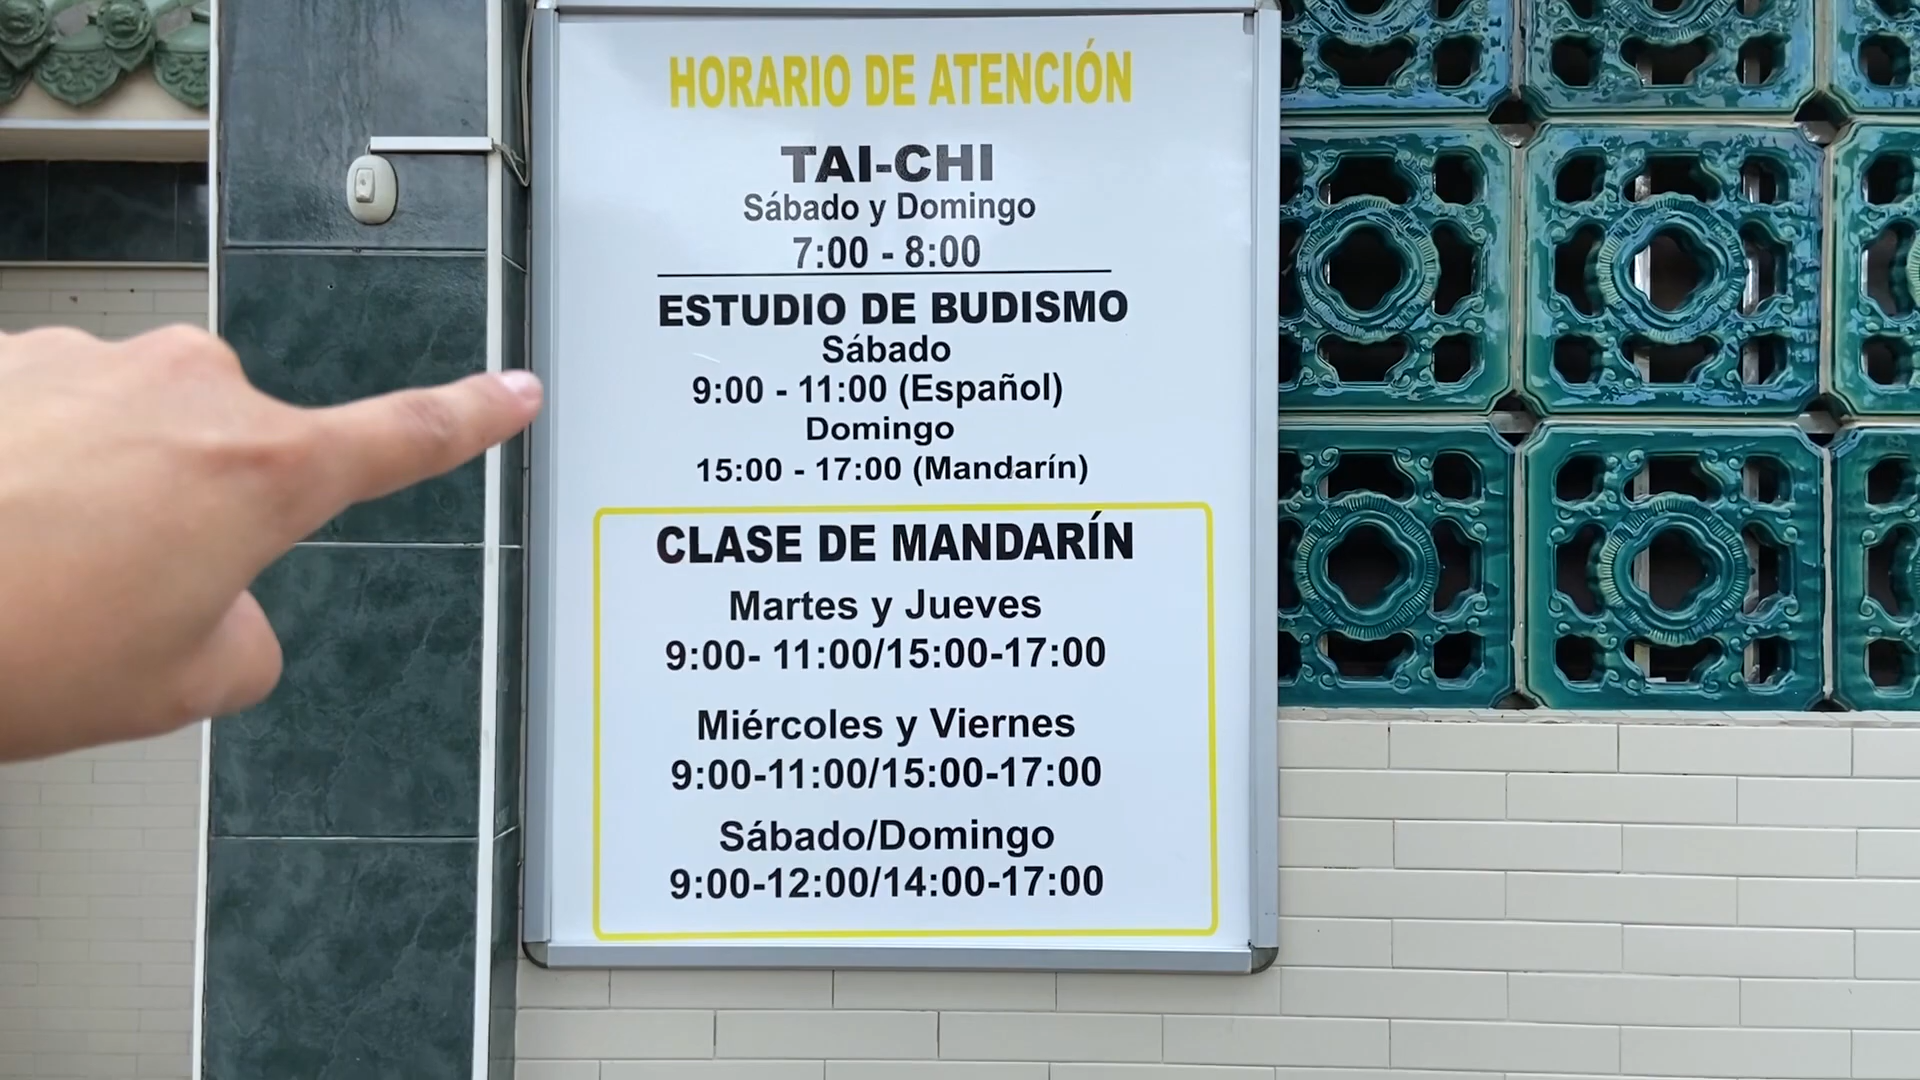 HORARIO DE ATENCIÓN
TAI-CHI
Sábado y Domingo
7:00 - 8:00
ESTUDIO DE BUDISMO
Sábado
9:00 - 11:00 (Español)
Domingo
15:00 - 17:00 (Mandarín)
CLASE DE MANDARÍN
Martes y Jueves
9:00- 11:00/15:00-17:00
Miércoles y Viernes
9:00-11:00/15:00-17:00
Sábado/Domingo
9:00-12:00/14:00-17:00